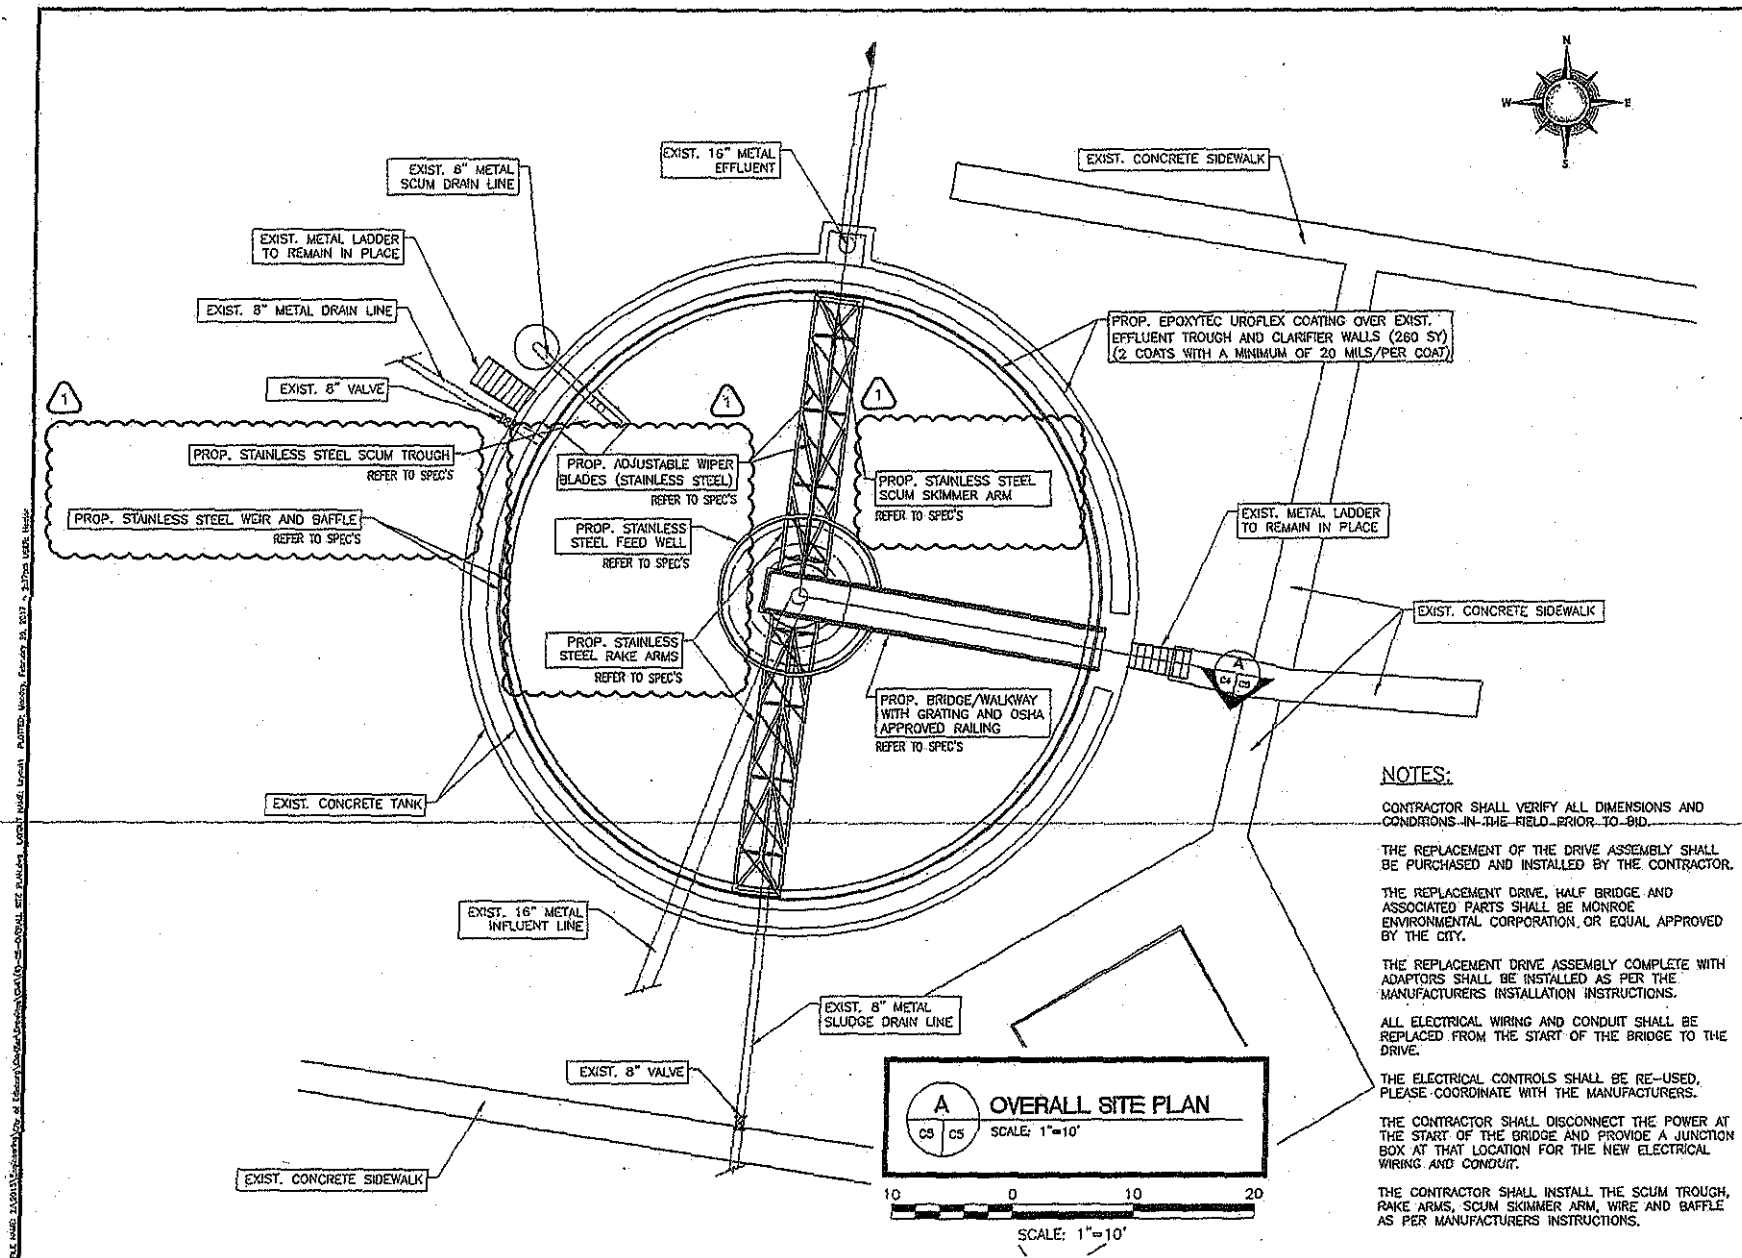 N
W
E
S
EXIST. 16" METAL
EFFLUENT
EXIST. CONCRETE SIDEWALK
EXIST. 8" METAL
SCUM DRAIN LINE
EXIST. METAL LADDER
TO REMAIN IN PLACE
EXIST. 8" METAL DRAIN LINE
EXIST. 8" VALVE
PROP. EPOXYTEC UROFLEX COATING OVER EXIST.
EFFLUENT TROUGH AND CLARIFIER WALLS (260 SY)
(2 COATS WITH A MINIMUM OF 20 MILS/PER COAT)
1
1
1
PROP. STAINLESS STEEL SCUM TROUGH
REFER TO SPEC'S
PROP. STAINLESS STEEL WEIR AND BAFFLE
REFER TO SPEC'S
PROP. ADJUSTABLE WIPER
BLADES (STAINLESS STEEL)
REFER TO SPEC'S
PROP. STAINLESS
STEEL FEED WELL
REFER TO SPEC'S
PROP. STAINLESS
STEEL RAKE ARMS
REFER TO SPEC'S
PROP. STAINLESS STEEL
SCUM SKIMMER ARM
REFER TO SPEC'S
EXIST. METAL LADDER
TO REMAIN IN PLACE
EXIST. CONCRETE SIDEWALK
A
C4
PROP. BRIDGE/WALKWAY
WITH GRATING AND OSHA
APPROVED RAILING
REFER TO SPEC'S
EXIST. CONCRETE TANK
EXIST. 16" METAL
INFLUENT LINE
EXIST. 8" METAL
SLUDGE DRAIN LINE
EXIST. 8" VALVE
EXIST. CONCRETE SIDEWALK
NOTES:
CONTRACTOR SHALL VERIFY ALL DIMENSIONS AND
CONDITIONS IN THE FIELD PRIOR TO BID.
THE REPLACEMENT OF THE DRIVE ASSEMBLY SHALL
BE PURCHASED AND INSTALLED BY THE CONTRACTOR.
THE REPLACEMENT DRIVE, HALF BRIDGE AND
ASSOCIATED PARTS SHALL BE MONROE
ENVIRONMENTAL CORPORATION, OR EQUAL APPROVED
BY THE CITY.
THE REPLACEMENT DRIVE ASSEMBLY COMPLETE WITH
ADAPTORS SHALL BE INSTALLED AS PER THE
MANUFACTURERS INSTALLATION INSTRUCTIONS.
ALL ELECTRICAL WIRING AND CONDUIT SHALL BE
REPLACED FROM THE START OF THE BRIDGE TO THE
DRIVE.
THE ELECTRICAL CONTROLS SHALL BE RE-USED,
PLEASE COORDINATE WITH THE MANUFACTURERS.
THE CONTRACTOR SHALL DISCONNECT THE POWER AT
THE START OF THE BRIDGE AND PROVIDE A JUNCTION
BOX AT THAT LOCATION FOR THE NEW ELECTRICAL
WIRING AND CONDUIT.
THE CONTRACTOR SHALL INSTALL THE SCUM TROUGH,
RAKE ARMS, SCUM SKIMMER ARM, WIRE AND BAFFLE
AS PER MANUFACTURERS INSTRUCTIONS.
A
C5
OVERALL SITE PLAN
SCALE: 1"=10'
10 0 10 20
SCALE: 1"=10'